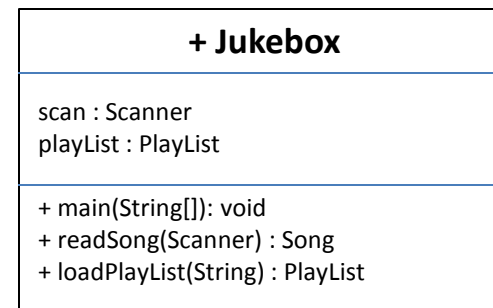 + Jukebox
scan : Scanner
playList : PlayList
+ main(String[]): void
+ readSong(Scanner) : Song
+ loadPlayList(String) : PlayList